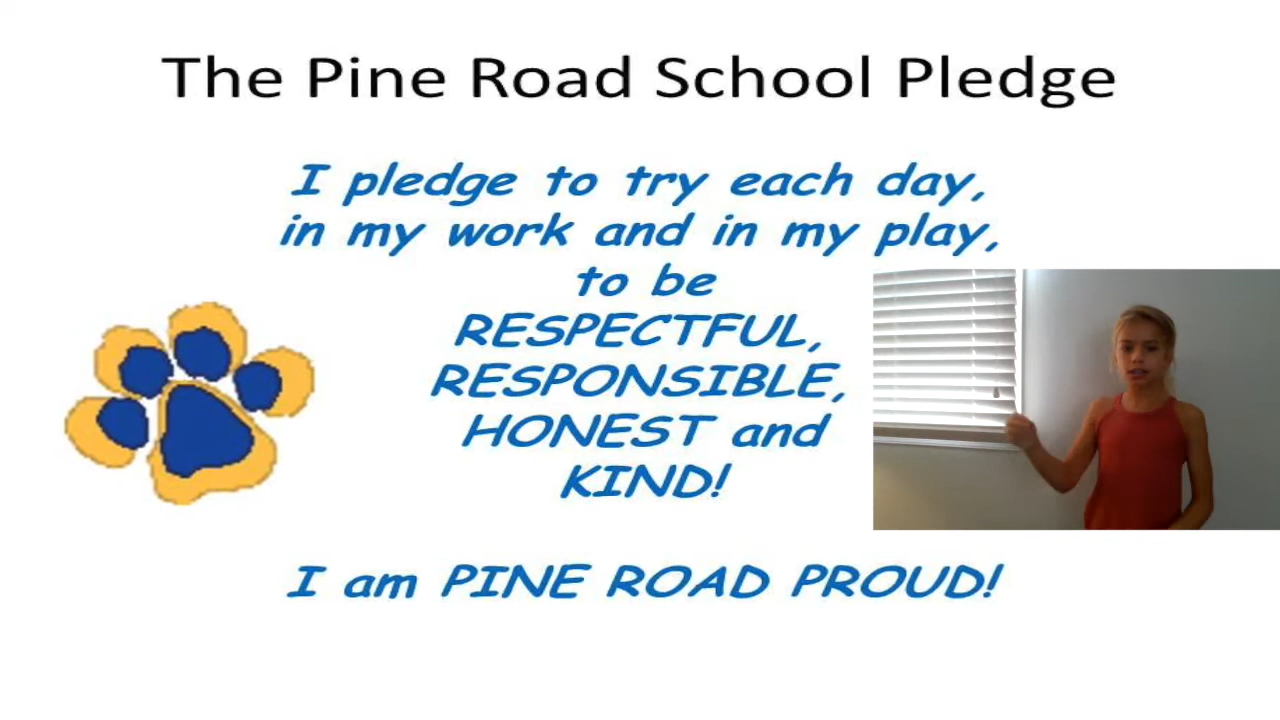 The Pine Road School Pledge
I pledge to try each day,
in my work and in my play,
to be
RESPECTFUL,
RESPONSIBLE,
HONEST and
KIND!
I am PINE ROAD PROUD!